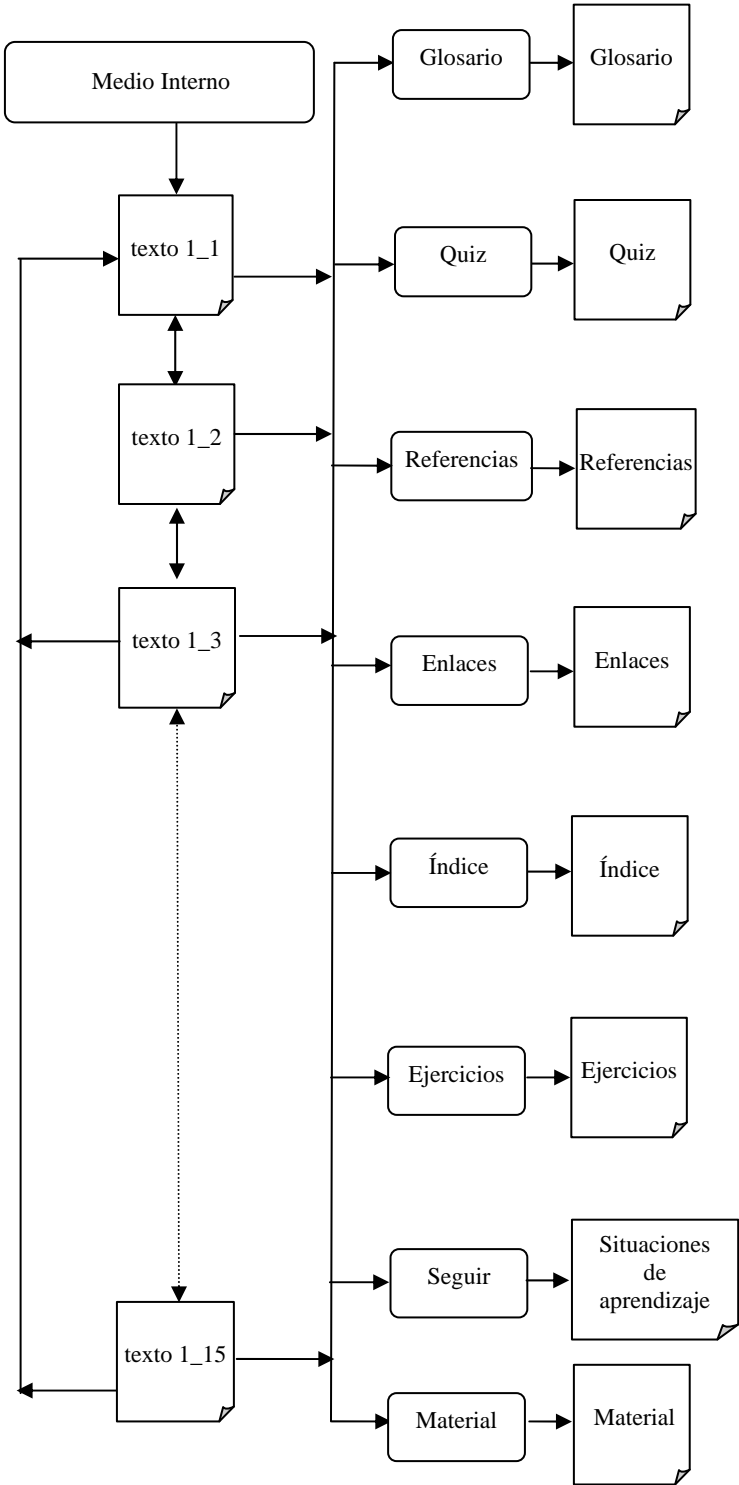 Medio Interno
Glosario
Glosario
texto 1_1
Quiz
Quiz
texto 1_2
Referencias
Referencias
texto 1_3
Enlaces
Enlaces
Índice
Índice
Ejercicios
Ejercicios
Seguir
Situaciones
de
aprendizaje
texto 1_15
Material
Material